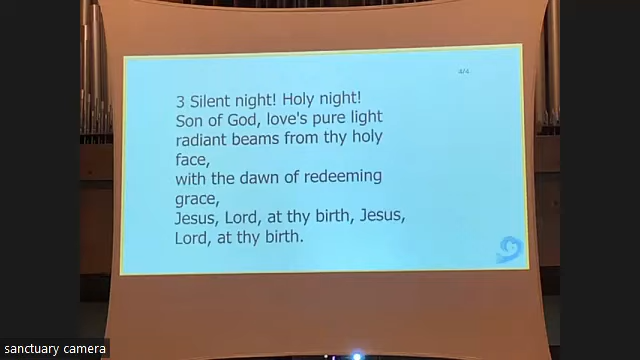 4/4
3 Silent night! Holy night!
Son of God, love's pure light
radiant beams from thy holy
face,
with the dawn of redeeming
grace,
Jesus, Lord, at thy birth, Jesus,
Lord, at thy birth.
sanctuary camera